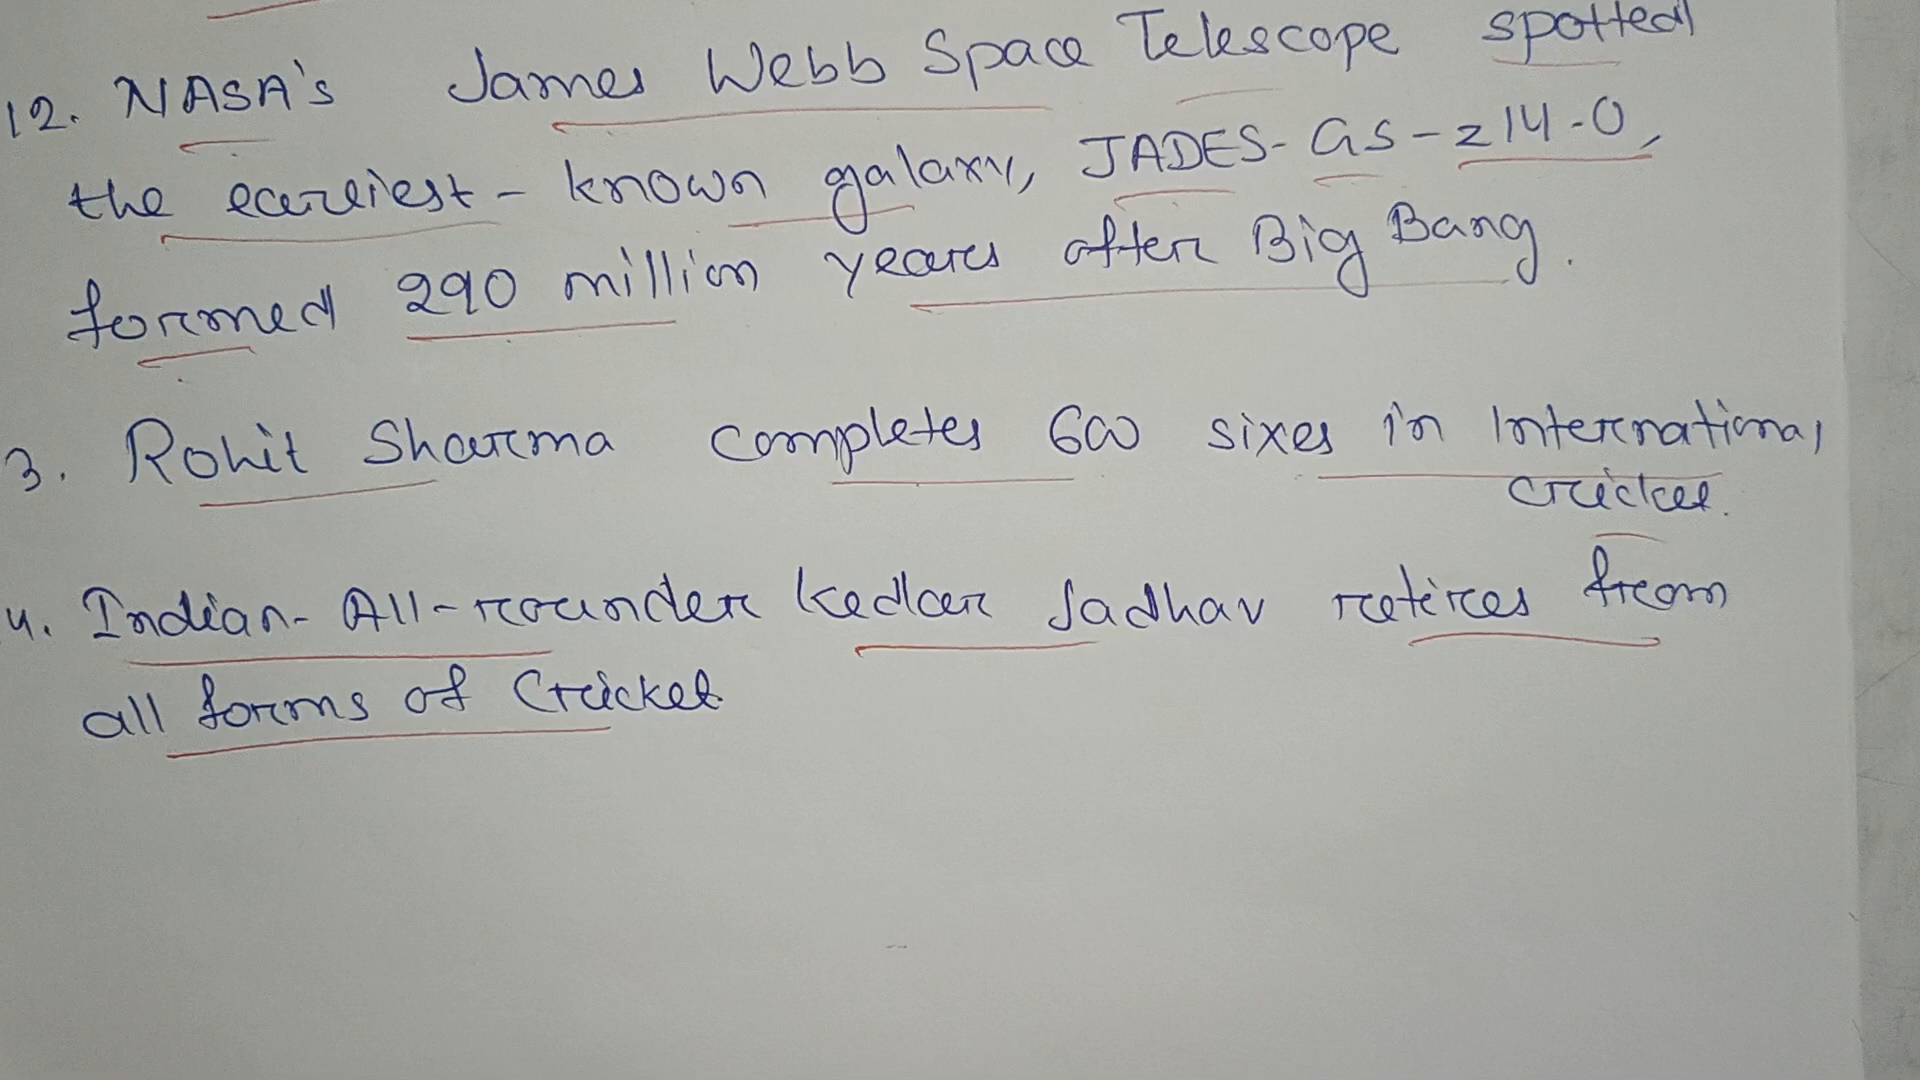 12. NASA's James Webb Space Telescope spotted
the earliest - known galaxy, JADES- GS-z14-0,
formed 290 million years after Big Bang.
3. Rohit Sharma completes 600 sixes in International
cricket.
4. Indian- All-rounder Kedar Jadhav retires from
all forms of Cricket